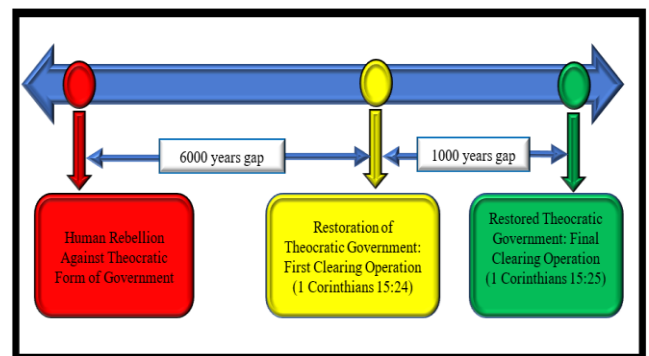 6000 years gap
1000 years gap
Human Rebellion
Against Theocratic
Form of Government
Restoration of
Theocratic Government:
First Clearing Operation
(1 Corinthians 15:24)
Restored Theocratic
Government: Final
Clearing Operation
(1 Corinthians 15:25)